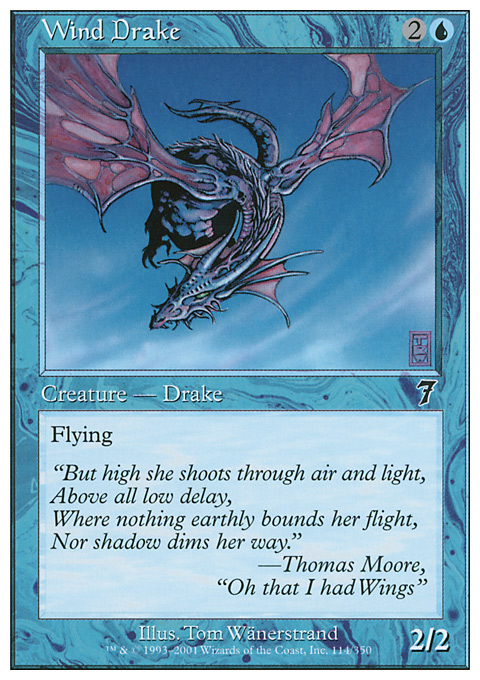 Wind Drake 2
Creature — Drake 7
Flying
“But high she shoots through air and light,
Above all low delay,
Where nothing earthly bounds her flight,
Nor shadow dims her way.”
—Thomas Moore,
“Oh that I had Wings”
Illus. Tom Wänerstrand
™ & © 1993–2001 Wizards of the Coast, Inc. 114/350
2/2